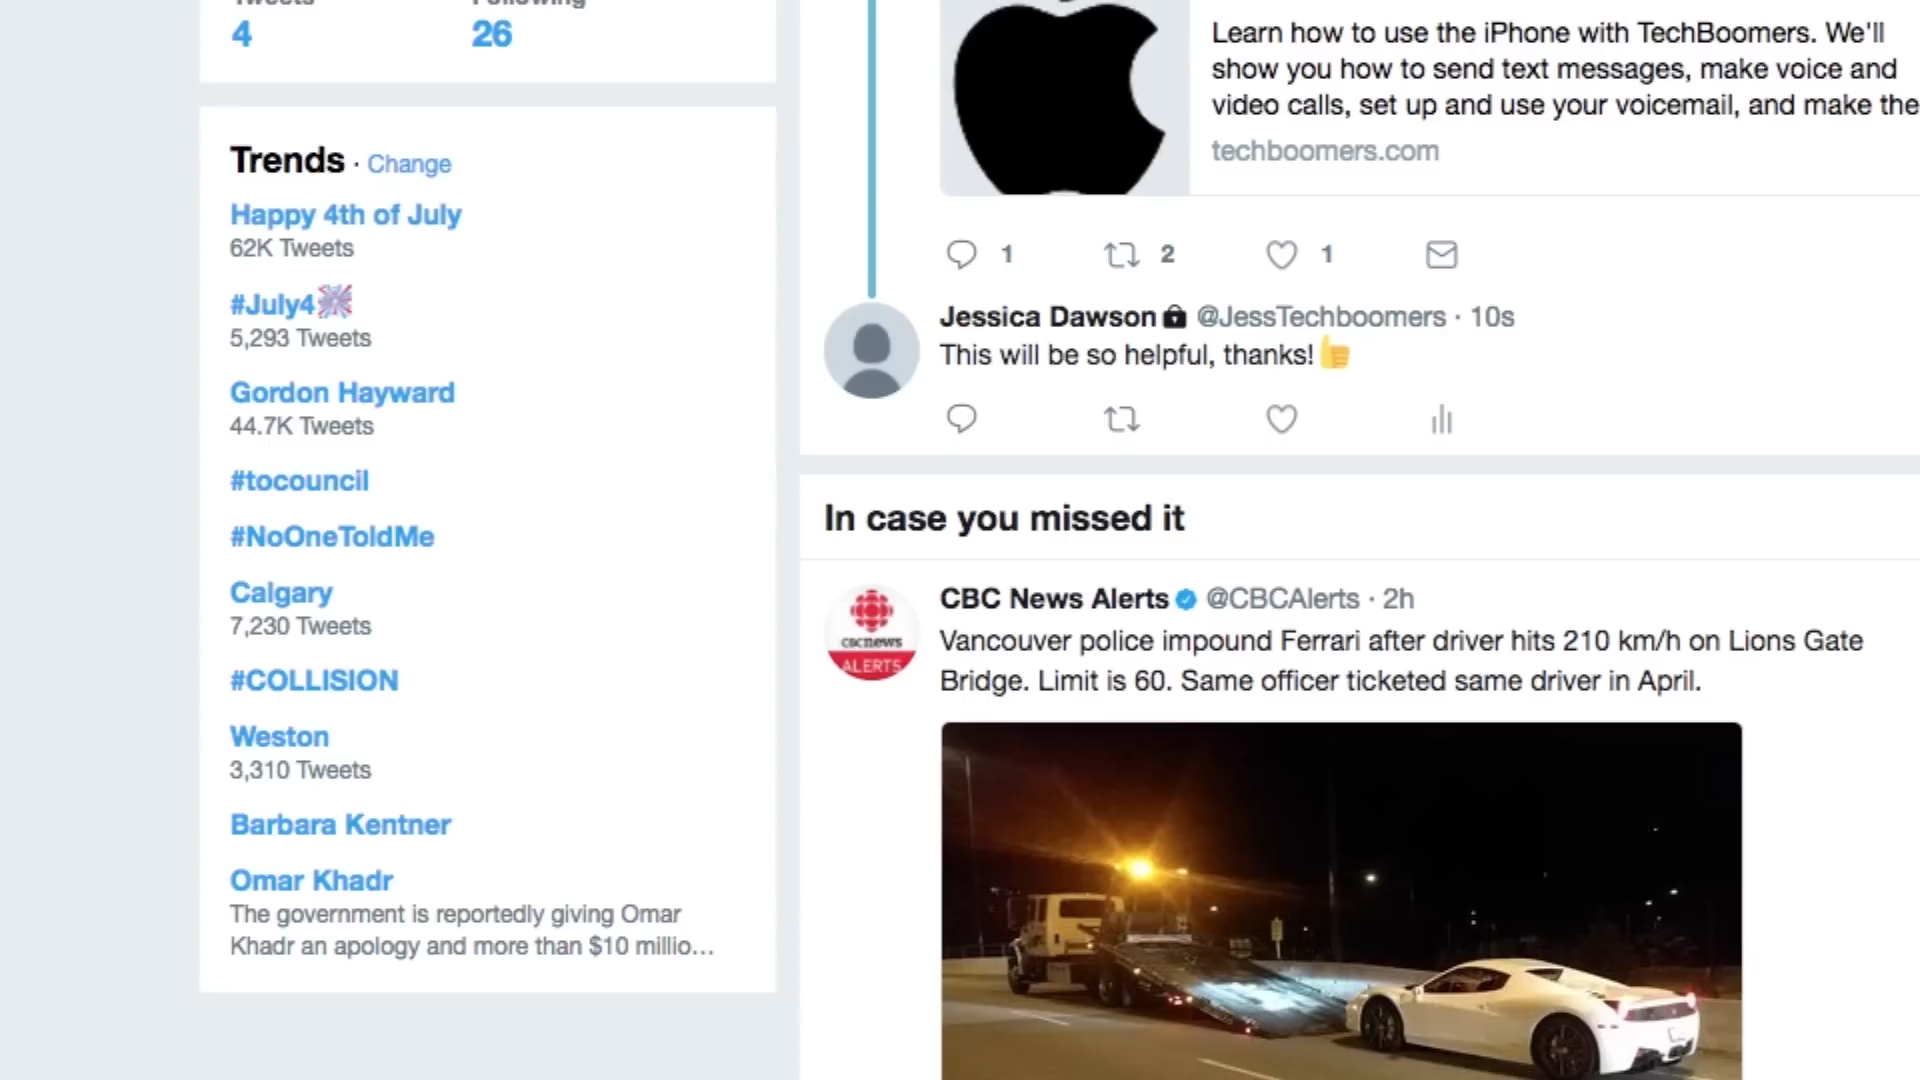 Tweets
Following
4
26
Trends · Change
Happy 4th of July
62K Tweets
#July4
5,293 Tweets
Gordon Hayward
44.7K Tweets
#tocouncil
#NoOneToldMe
Calgary
7,230 Tweets
#COLLISION
Weston
3,310 Tweets
Barbara Kentner
Omar Khadr
The government is reportedly giving Omar
Khadr an apology and more than $10 millio...
Learn how to use the iPhone with TechBoomers. We'll
show you how to send text messages, make voice and
video calls, set up and use your voicemail, and make the
techboomers.com
1
2
1
Jessica Dawson @JessTechboomers · 10s
This will be so helpful, thanks!
In case you missed it
CBC News Alerts @CBCAlerts · 2h
cbcnews
ALERTS
Vancouver police impound Ferrari after driver hits 210 km/h on Lions Gate
Bridge. Limit is 60. Same officer ticketed same driver in April.